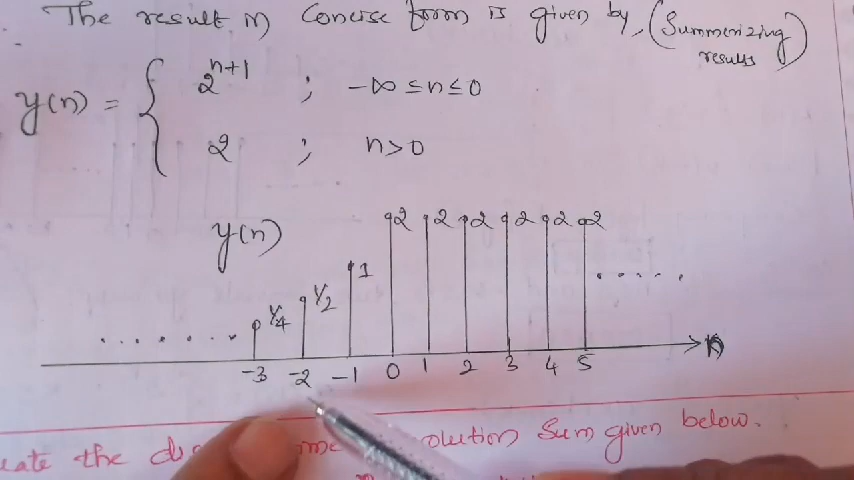 The result in Concise form is given by, (Summerizing
results)
y(n) = { 2^{n+1} ; -∞ ≤ n ≤ 0
2 ; n > 0
y(n)
1/4 1/2 1 2 2 2 2 2 2
-3 -2 -1 0 1 2 3 4 5 n
the olution Sum given below.